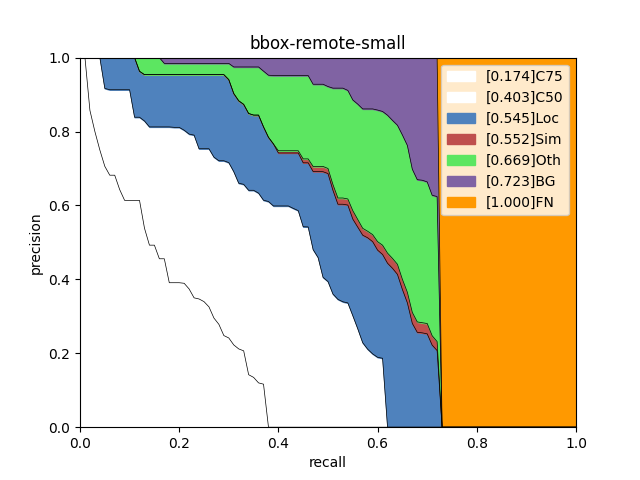 bbox-remote-small
1.0
0.8
0.6
0.4
0.2
0.0
precision
[0.174]C75
[0.403]C50
[0.545]Loc
[0.552]Sim
[0.669]Oth
[0.723]BG
[1.000]FN
0.0 0.2 0.4 0.6 0.8 1.0
recall